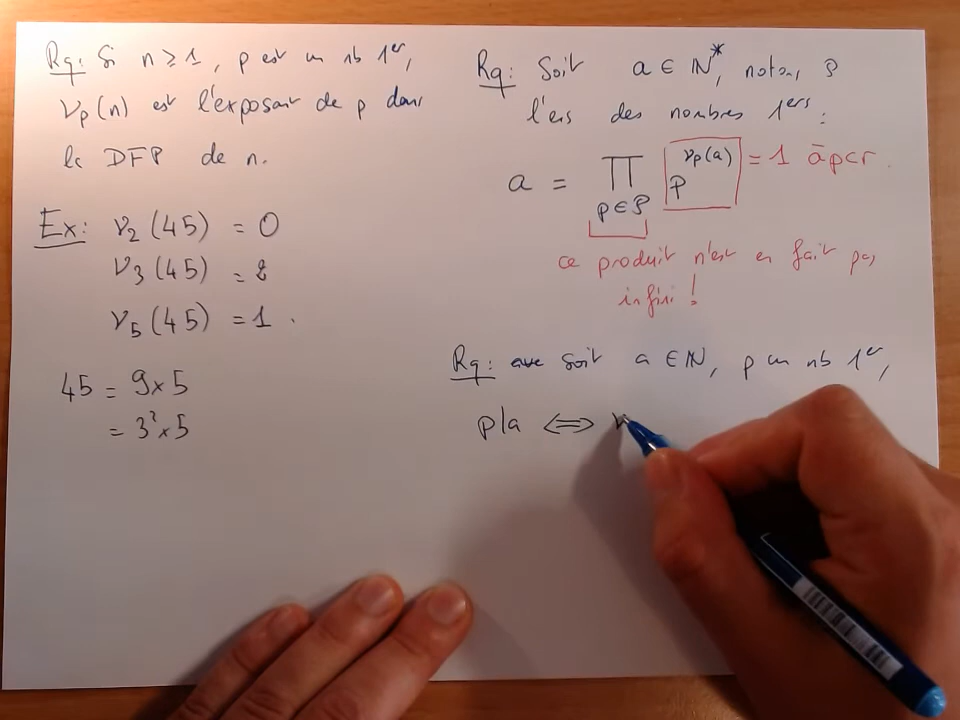 Rq: Si n ≥ 1, p est un nb 1er,
νp(n) est l'exposant de p dans
la DFP de n.
Ex: ν2(45) = 0
ν3(45) = 2
ν5(45) = 1.
45 = 9×5
= 3²×5
Rq: Soit a ∈ ℕ*, notons P
l'ens des nombres 1ers:
a = ∏ p^νp(a) = 1 àpcr.
p∈P
ce produit n'est en fait pas
infini!
Rq: soit a ∈ ℕ, p un nb 1er,
p|a ⟺ ν